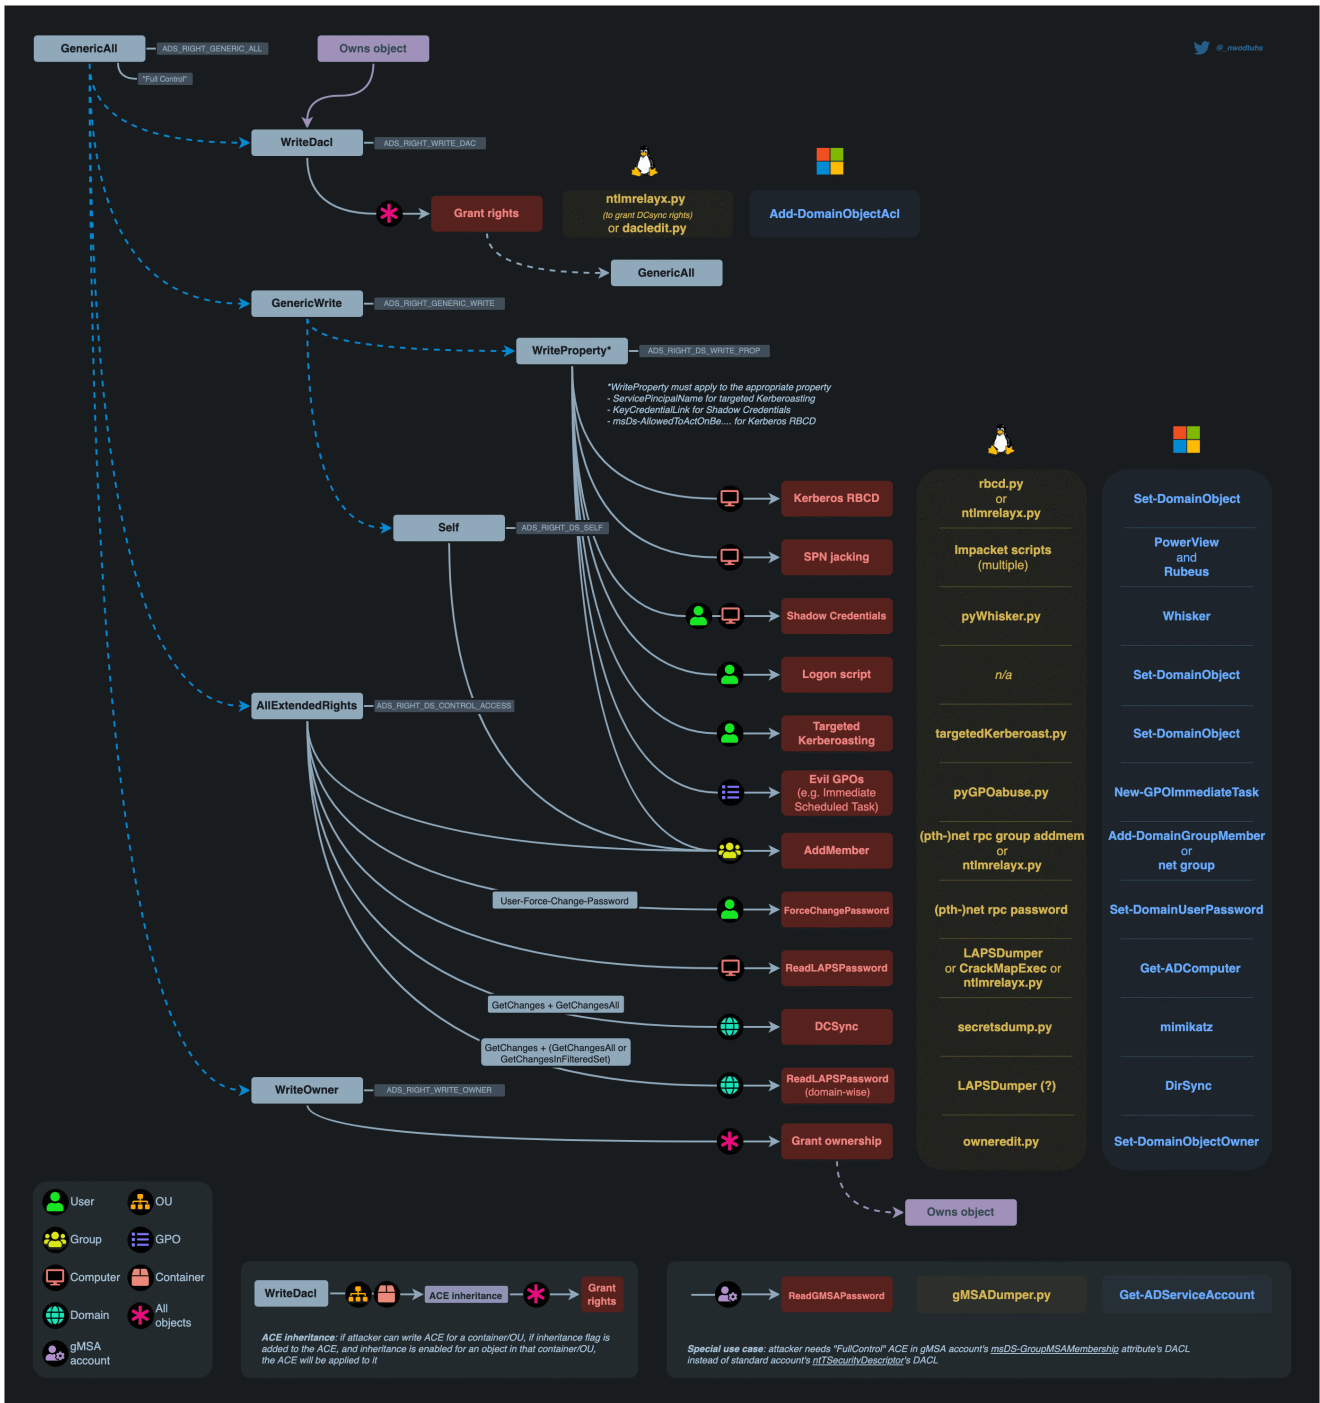 GenericAll
ADS_RIGHT_GENERIC_ALL
"Full Control"
Owns object
@_nwodtuhs
WriteDacl
ADS_RIGHT_WRITE_DAC
Grant rights
ntlmrelayx.py
(to grant DCsync rights)
or dacledit.py
Add-DomainObjectAcl
GenericAll
GenericWrite
ADS_RIGHT_GENERIC_WRITE
WriteProperty*
ADS_RIGHT_DS_WRITE_PROP
*WriteProperty must apply to the appropriate property
- ServicePincipalName for targeted Kerberoasting
- KeyCredentialLink for Shadow Credentials
- msDs-AllowedToActOnBe.... for Kerberos RBCD
Kerberos RBCD
rbcd.py
or
ntlmrelayx.py
Set-DomainObject
Self
ADS_RIGHT_DS_SELF
SPN jacking
Impacket scripts
(multiple)
PowerView
and
Rubeus
Shadow Credentials
pyWhisker.py
Whisker
Logon script
n/a
Set-DomainObject
AllExtendedRights
ADS_RIGHT_DS_CONTROL_ACCESS
Targeted
Kerberoasting
targetedKerberoast.py
Set-DomainObject
Evil GPOs
(e.g. Immediate
Scheduled Task)
pyGPOabuse.py
New-GPOImmediateTask
AddMember
(pth-)net rpc group addmem
or
ntlmrelayx.py
Add-DomainGroupMember
or
net group
User-Force-Change-Password
ForceChangePassword
(pth-)net rpc password
Set-DomainUserPassword
ReadLAPSPassword
LAPSDumper
or CrackMapExec or
ntlmrelayx.py
Get-ADComputer
GetChanges + GetChangesAll
DCSync
secretsdump.py
mimikatz
GetChanges + (GetChangesAll or
GetChangesInFilteredSet)
ReadLAPSPassword
(domain-wise)
LAPSDumper (?)
DirSync
WriteOwner
ADS_RIGHT_WRITE_OWNER
Grant ownership
owneredit.py
Set-DomainObjectOwner
Owns object
User
OU
Group
GPO
Computer
Container
Domain
All
objects
gMSA
account
WriteDacl
ACE inheritance
Grant
rights
ACE inheritance: if attacker can write ACE for a container/OU, if inheritance flag is
added to the ACE, and inheritance is enabled for an object in that container/OU,
the ACE will be applied to it
ReadGMSAPassword
gMSADumper.py
Get-ADServiceAccount
Special use case: attacker needs "FullControl" ACE in gMSA account's msDS-GroupMSAMembership attribute's DACL
instead of standard account's ntTSecurityDescriptor's DACL